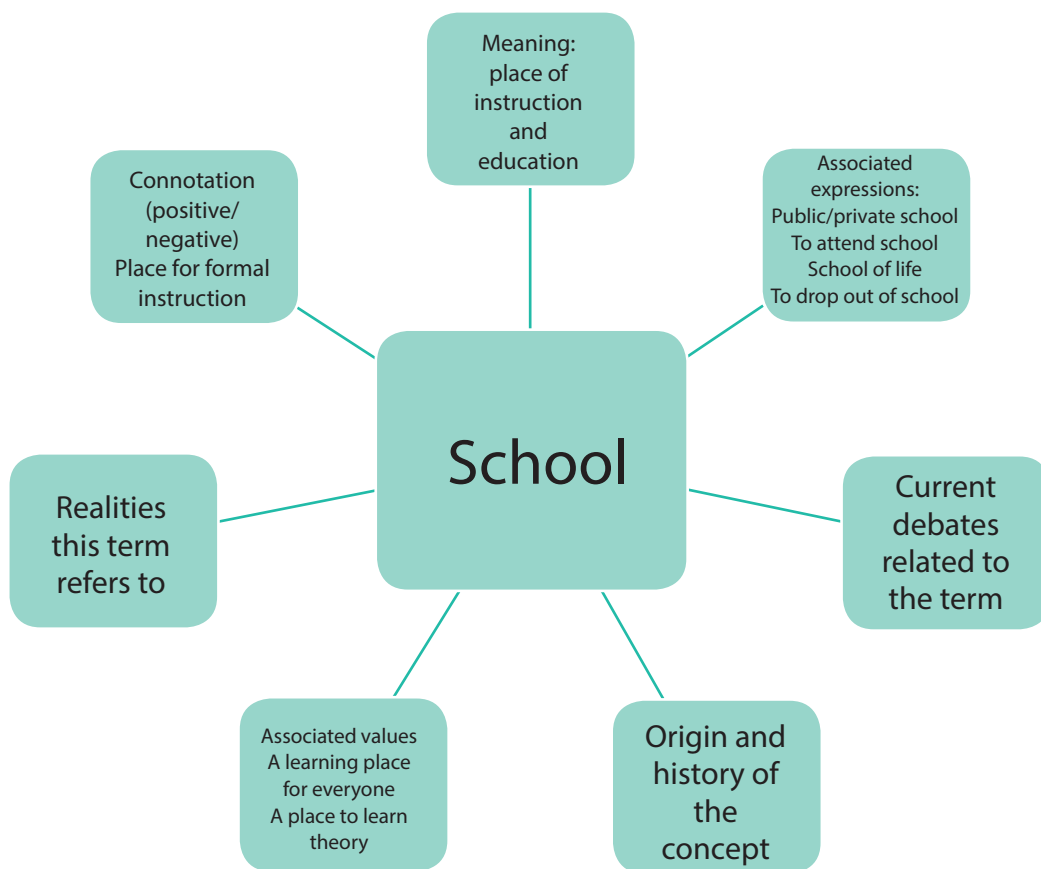 Meaning:
place of
instruction
and
education
Connotation
(positive/
negative)
Place for formal
instruction
Associated
expressions:
Public/private school
To attend school
School of life
To drop out of school
School
Realities
this term
refers to
Current
debates
related to
the term
Associated values
A learning place
for everyone
A place to learn
theory
Origin and
history of
the
concept